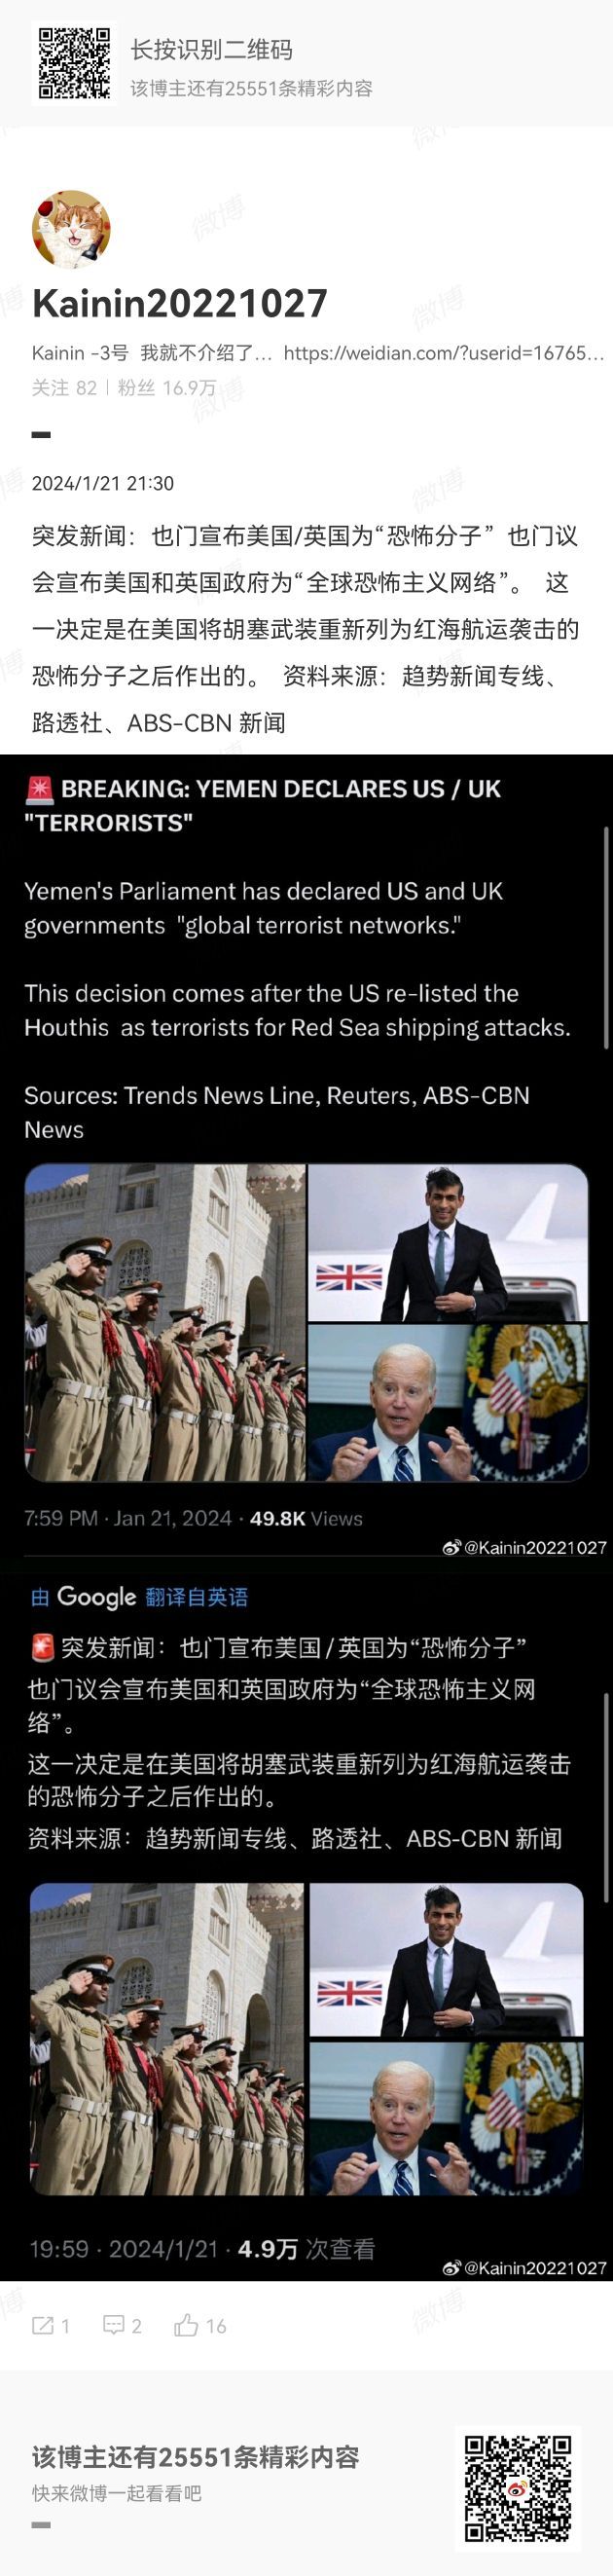 长按识别二维码
该博主还有25551条精彩内容
Kainin20221027
Kainin -3号 我就不介绍了... https://weidian.com/?userid=16765...
关注 82 | 粉丝 16.9万
2024/1/21 21:30
突发新闻：也门宣布美国/英国为“恐怖分子” 也门议
会宣布美国和英国政府为“全球恐怖主义网络”。 这
一决定是在美国将胡塞武装重新列为红海航运袭击的
恐怖分子之后作出的。 资料来源：趋势新闻专线、
路透社、ABS-CBN 新闻
🚨 BREAKING: YEMEN DECLARES US / UK
"TERRORISTS"
Yemen's Parliament has declared US and UK
governments "global terrorist networks."
This decision comes after the US re-listed the
Houthis as terrorists for Red Sea shipping attacks.
Sources: Trends News Line, Reuters, ABS-CBN
News
7:59 PM · Jan 21, 2024 · 49.8K Views
@Kainin20221027
由 Google 翻译自英语
🚨 突发新闻：也门宣布美国/英国为“恐怖分子”
也门议会宣布美国和英国政府为“全球恐怖主义网
络”。
这一决定是在美国将胡塞武装重新列为红海航运袭击
的恐怖分子之后作出的。
资料来源：趋势新闻专线、路透社、ABS-CBN 新闻
19:59 · 2024/1/21 · 4.9万 次查看
@Kainin20221027
1 2 16
该博主还有25551条精彩内容
快来微博一起看看吧
微博